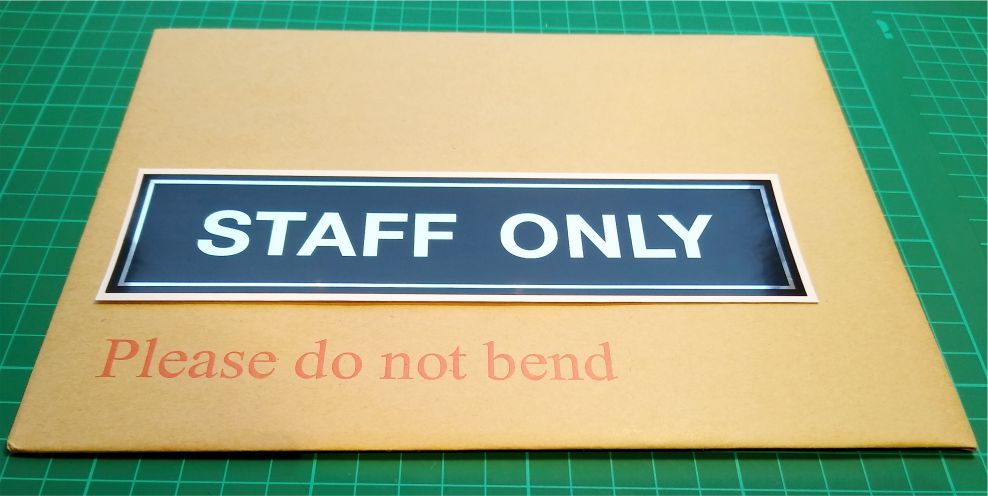 STAFF ONLY
Please do not bend